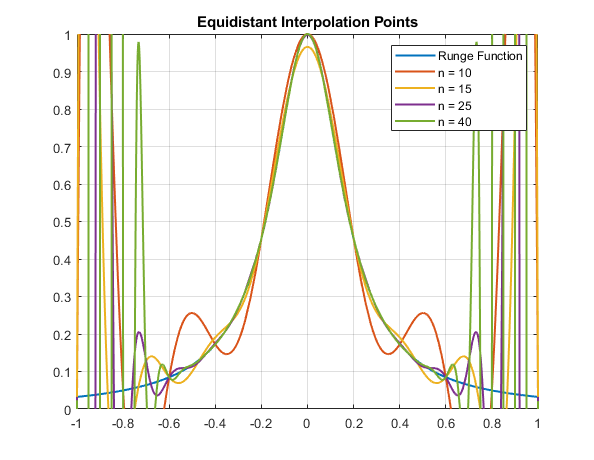 Equidistant Interpolation Points
Runge Function
n = 10
n = 15
n = 25
n = 40
1
0.9
0.8
0.7
0.6
0.5
0.4
0.3
0.2
0.1
0
-1 -0.8 -0.6 -0.4 -0.2 0 0.2 0.4 0.6 0.8 1